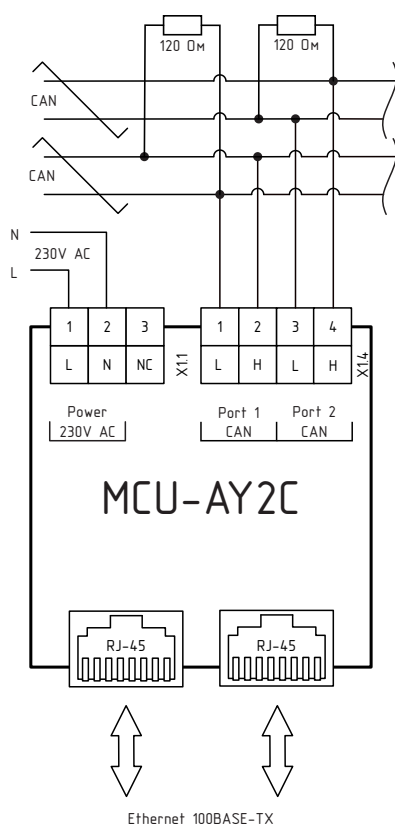 120 Ом 120 Ом
CAN
CAN
N
230V AC
L
1 2 3 1 2 3 4
L N NC X1.1 L H L H X1.4
Power Port 1 Port 2
230V AC CAN CAN
MCU-AY2C
RJ-45 RJ-45
Ethernet 100BASE-TX